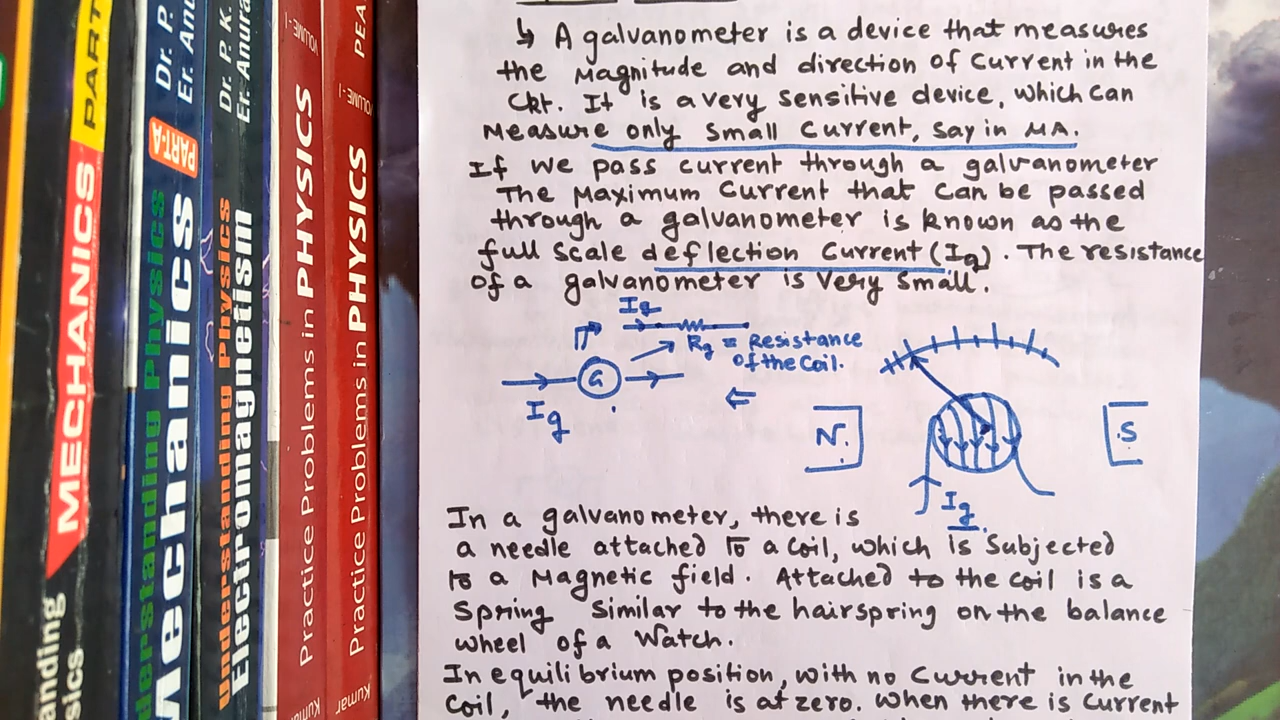 MECHANICS PART
anding
sics
Dr. P.
Er. Anu
PART-A
derstanding Physics
Mechanics
Dr. P. K.
Er. Anura
Understanding Physics
Electromagnetism
VOLUME - I
Practice Problems in PHYSICS
PEA
VOLUME - I
Practice Problems in PHYSICS
Kumar
↳ A galvanometer is a device that measures
the Magnitude and direction of Current in the
Ckt. It is a very sensitive device, which Can
Measure only Small Current, Say in MA.
If we pass current through a galvanometer
The Maximum Current that Can be passed
through a galvanometer is known as the
full Scale deflection Current (Ig). The resistance
of a galvanometer is Very Small.
Ig
Rg = Resistance
of the Coil.
G
Ig
⇐
N.
S
Ig
In a galvanometer, there is
a needle attached to a Coil, which is Subjected
to a Magnetic field. Attached to the coil is a
Spring Similar to the hairspring on the balance
wheel of a Watch.
In equilibrium position, with no Current in the
Coil, the needle is at zero. When there is Current